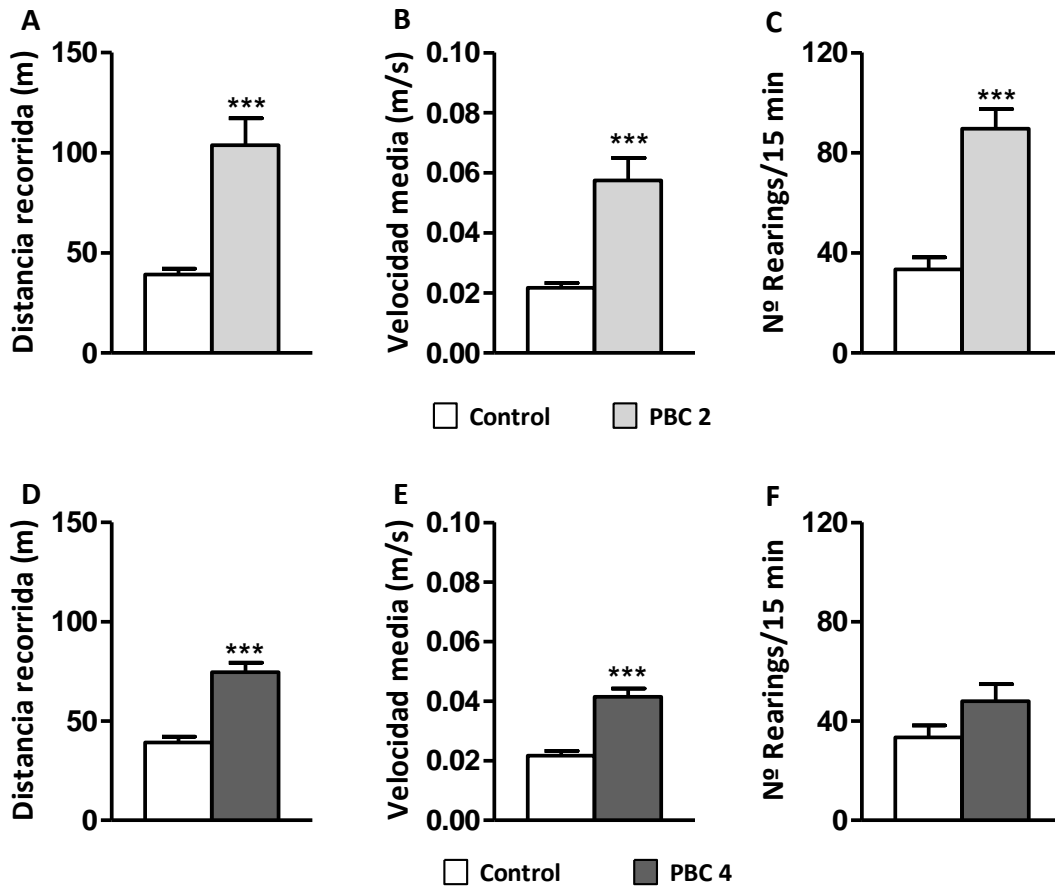 A
Distancia recorrida (m)
150
100
50
0
***
B
Velocidad media (m/s)
0.10
0.08
0.06
0.04
0.02
0.00
***
C
Nº Rearings/15 min
120
80
40
0
***
Control PBC 2
D
Distancia recorrida (m)
150
100
50
0
***
E
Velocidad media (m/s)
0.10
0.08
0.06
0.04
0.02
0.00
***
F
Nº Rearings/15 min
120
80
40
0
Control PBC 4